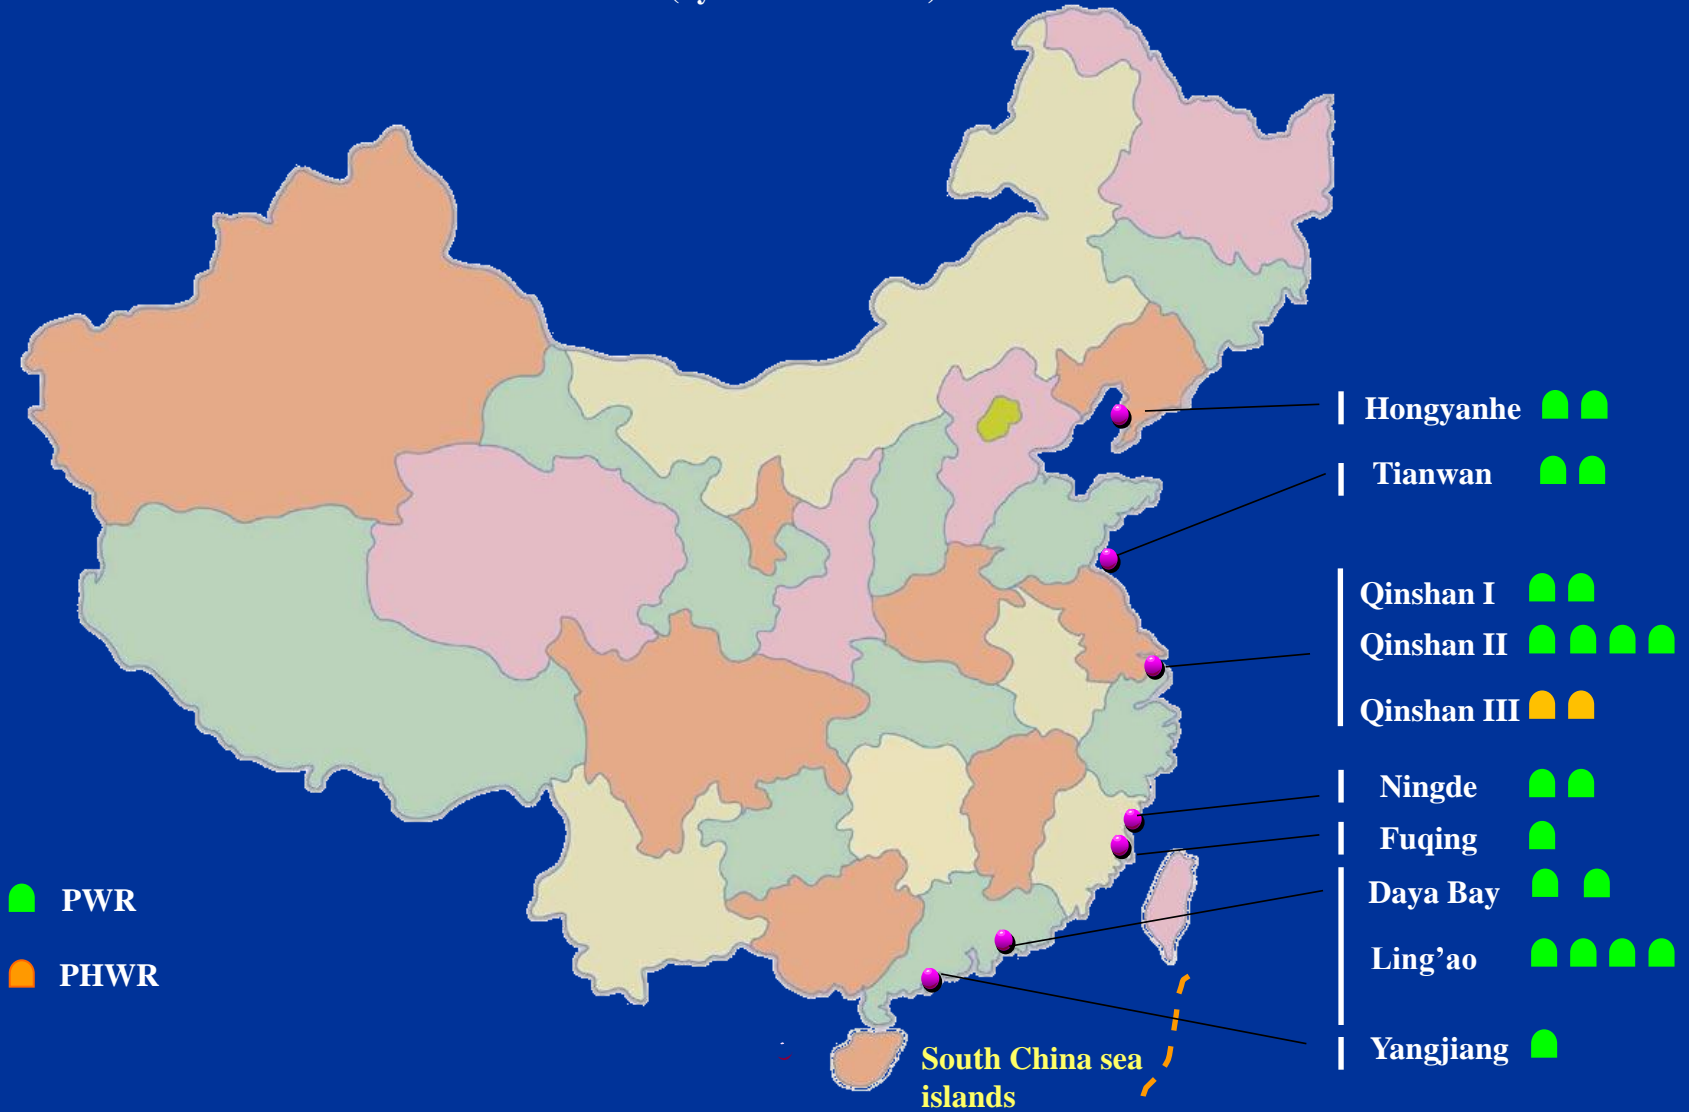 Hongyanhe
Tianwan
Qinshan I
Qinshan II
Qinshan III
Ningde
Fuqing
Daya Bay
Ling’ao
Yangjiang
PWR
PHWR
South China sea
islands